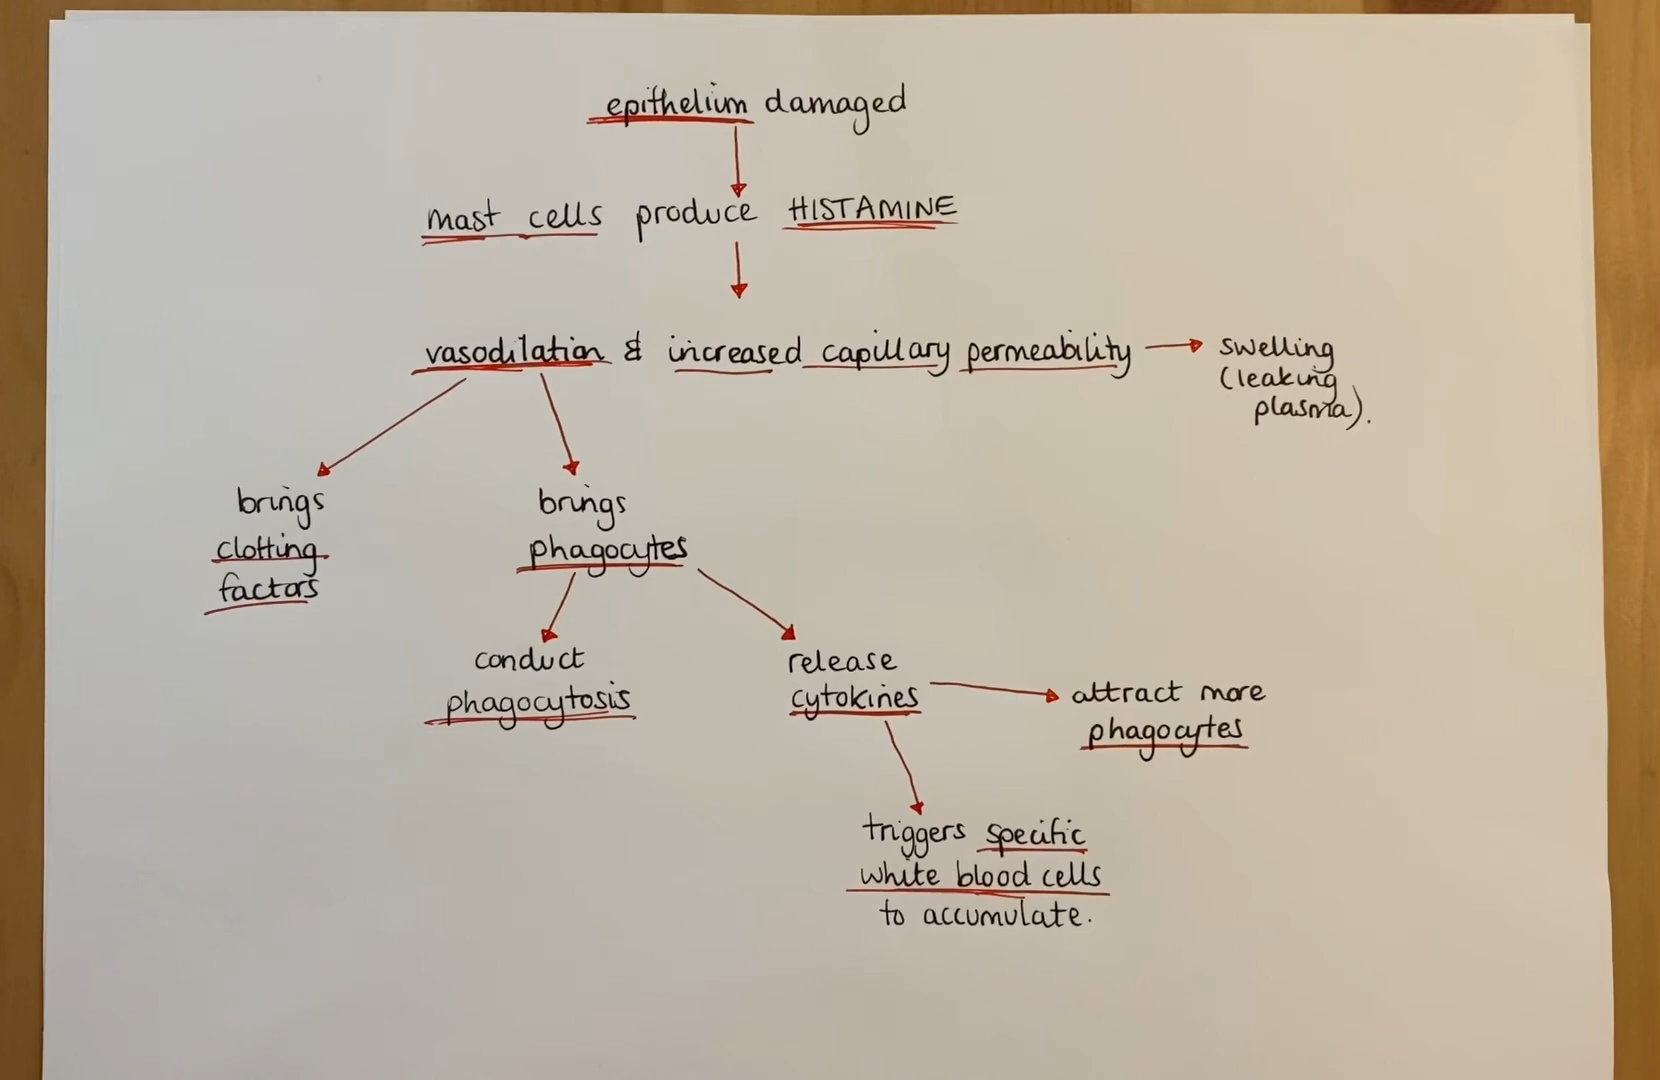 epithelium damaged
mast cells produce HISTAMINE
vasodilation & increased capillary permeability
swelling
(leaking
plasma).
brings
clotting
factors
brings
phagocytes
conduct
phagocytosis
release
cytokines
attract more
phagocytes
triggers specific
white blood cells
to accumulate.